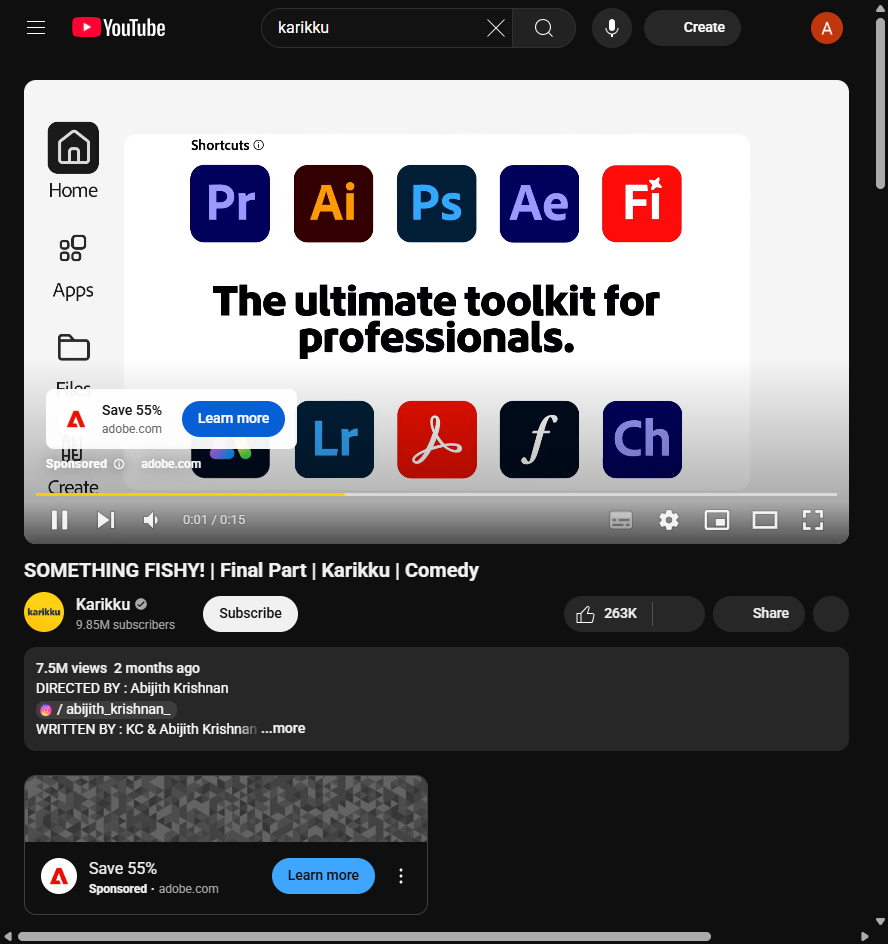 YouTube
karikku
Create
A
Shortcuts
Home
Pr Ai Ps Ae Fi
Apps
The ultimate toolkit for
professionals.
Files
Save 55%
adobe.com
Learn more
Lr
f
Ch
Sponsored
adobe.com
Create
0:01 / 0:15
SOMETHING FISHY! | Final Part | Karikku | Comedy
karikku
Karikku
9.85M subscribers
Subscribe
263K
Share
7.5M views 2 months ago
DIRECTED BY : Abijith Krishnan
/ abijith_krishnan_
WRITTEN BY : KC & Abijith Krishnan ...more
Save 55%
Sponsored · adobe.com
Learn more